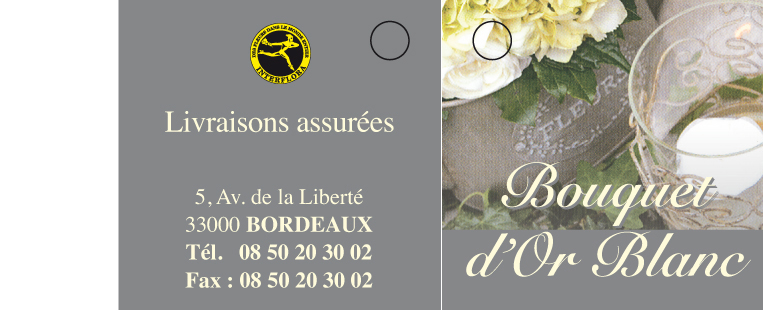 INTERFLORA
Livraisons assurées
5, Av. de la Liberté
33000 BORDEAUX
Tél. 08 50 20 30 02
Fax : 08 50 20 30 02
FLEURS
Bouquet
d'Or Blanc